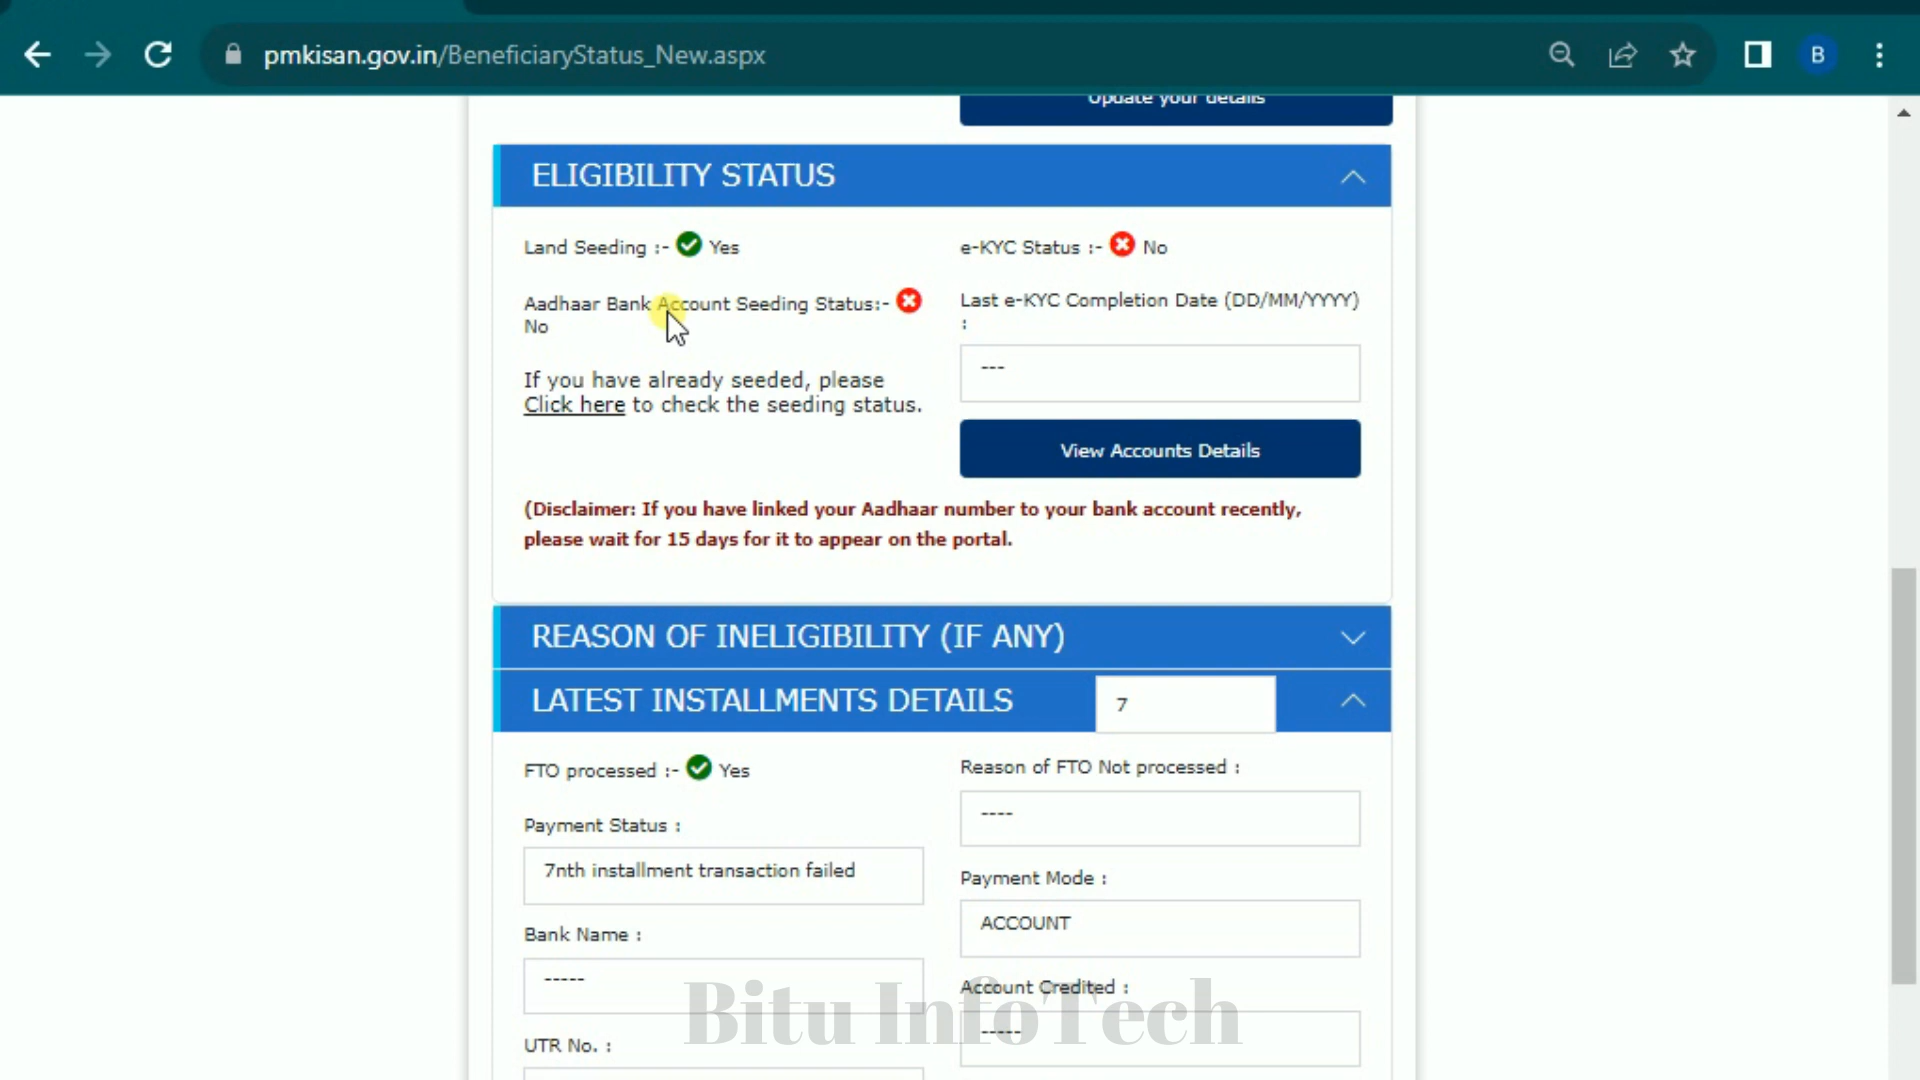 pmkisan.gov.in/BeneficiaryStatus_New.aspx
B
Update your details
ELIGIBILITY STATUS
Land Seeding :- Yes
e-KYC Status :- No
Aadhaar Bank Account Seeding Status:-
No
Last e-KYC Completion Date (DD/MM/YYYY)
:
---
If you have already seeded, please
Click here to check the seeding status.
View Accounts Details
(Disclaimer: If you have linked your Aadhaar number to your bank account recently,
please wait for 15 days for it to appear on the portal.
REASON OF INELIGIBILITY (IF ANY)
LATEST INSTALLMENTS DETAILS 7
FTO processed :- Yes
Reason of FTO Not processed :
----
Payment Status :
7nth installment transaction failed
Payment Mode :
ACCOUNT
Bank Name :
-----
Account Credited :
-----
UTR No. :
Bitu InfoTech